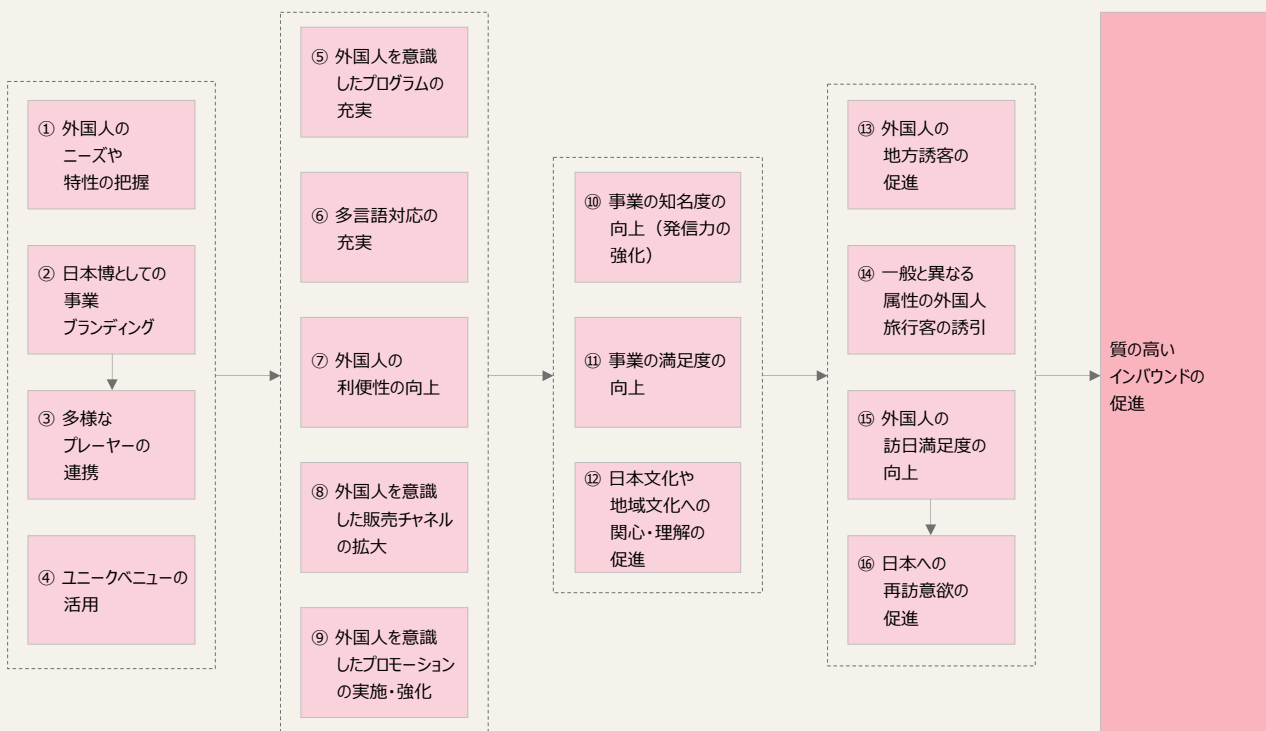 ① 外国人の
ニーズや
特性の把握
② 日本博としての
事業
ブランディング
③ 多様な
プレーヤーの
連携
④ ユニークベニューの
活用
⑤ 外国人を意識
したプログラムの
充実
⑥ 多言語対応の
充実
⑦ 外国人の
利便性の向上
⑧ 外国人を意識
した販売チャネル
の拡大
⑨ 外国人を意識
したプロモーション
の実施・強化
⑩ 事業の知名度の
向上（発信力の
強化）
⑪ 事業の満足度の
向上
⑫ 日本文化や
地域文化への
関心・理解の
促進
⑬ 外国人の
地方誘客の
促進
⑭ 一般と異なる
属性の外国人
旅行客の誘引
⑮ 外国人の
訪日満足度の
向上
⑯ 日本への
再訪意欲の
促進
質の高い
インバウンドの
促進